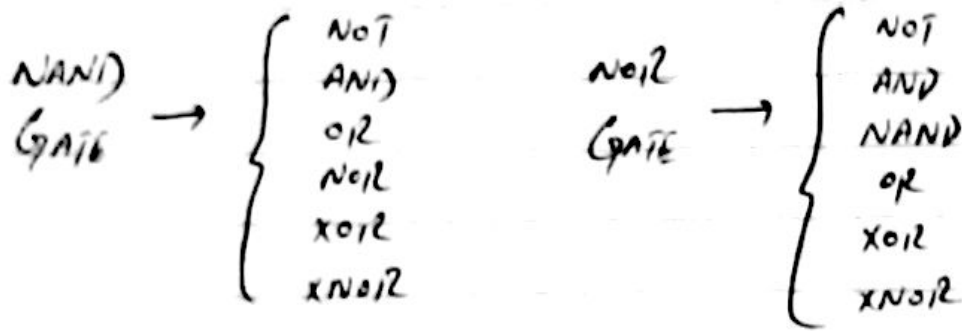 NAND
GATE →
NOT
AND
OR
NOR
XOR
XNOR
NOR
GATE →
NOT
AND
NAND
OR
XOR
XNOR